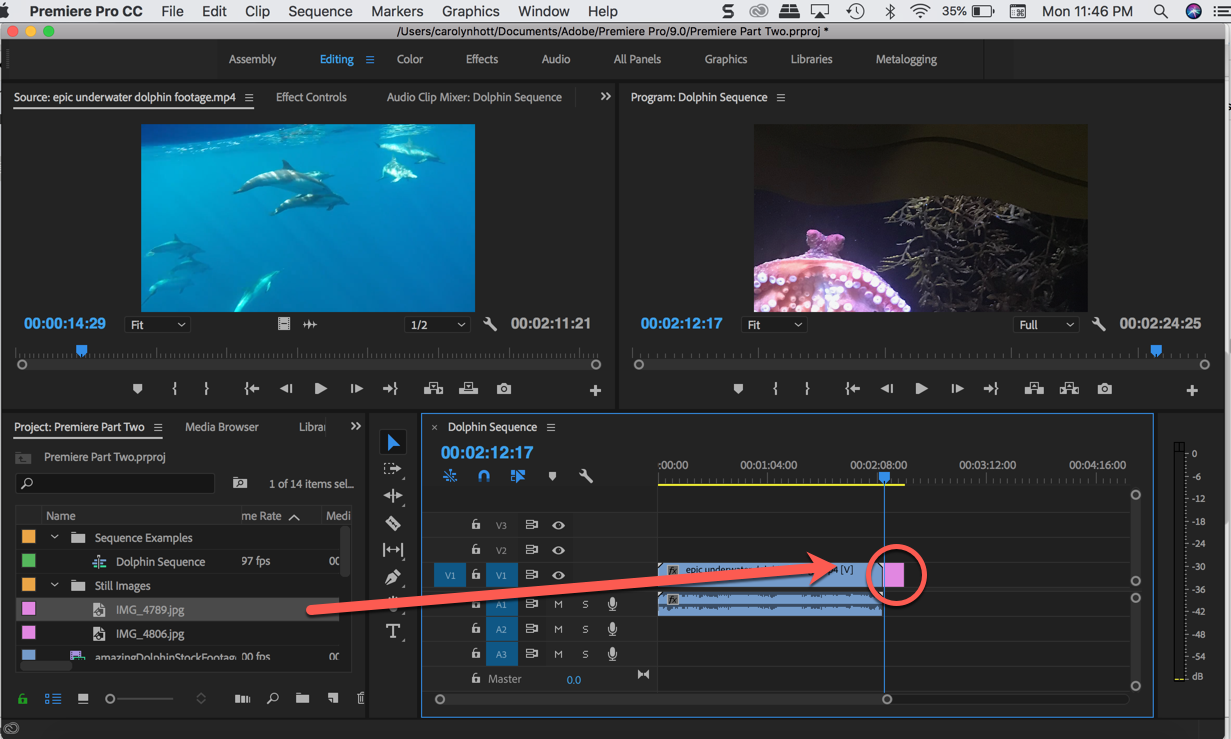 Premiere Pro CC File Edit Clip Sequence Markers Graphics Window Help 35% Mon 11:46 PM
/Users/carolynhott/Documents/Adobe/Premiere Pro/9.0/Premiere Part Two.prproj *
Assembly Editing Color Effects Audio All Panels Graphics Libraries Metalogging
Source: epic underwater dolphin footage.mp4 Effect Controls Audio Clip Mixer: Dolphin Sequence Program: Dolphin Sequence
00:00:14:29 Fit 1/2 00:02:11:21 00:02:12:17 Fit Full 00:02:24:25
Project: Premiere Part Two Media Browser Librai
Premiere Part Two.prproj
1 of 14 items sel...
Name me Rate Medi
Sequence Examples
Dolphin Sequence 97 fps 00
Still Images
IMG_4789.jpg
IMG_4806.jpg
amazingDolphinStockFootage 00 fps 00
T
× Dolphin Sequence
00:02:12:17
:00:00 00:01:04:00 00:02:08:00 00:03:12:00 00:04:16:00
V3
V2
V1 V1 fx epic underwater [V]
A1 M S fx
A2 M S
A3 M S
Master 0.0
0
-6
-12
-18
-24
-30
-36
-42
-48
-54
dB